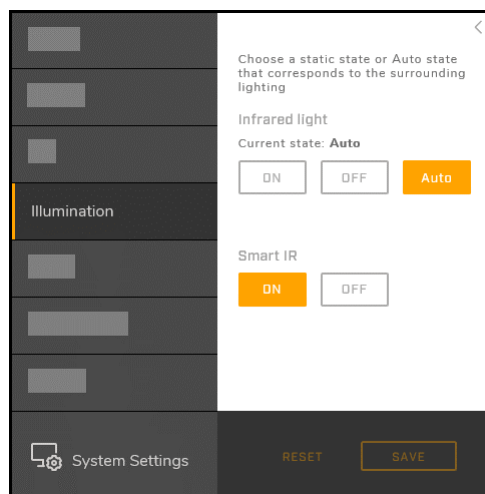 Choose a static state or Auto state
that corresponds to the surrounding
lighting
Infrared light
Current state: Auto
ON OFF Auto
Illumination
Smart IR
ON OFF
System Settings
RESET SAVE